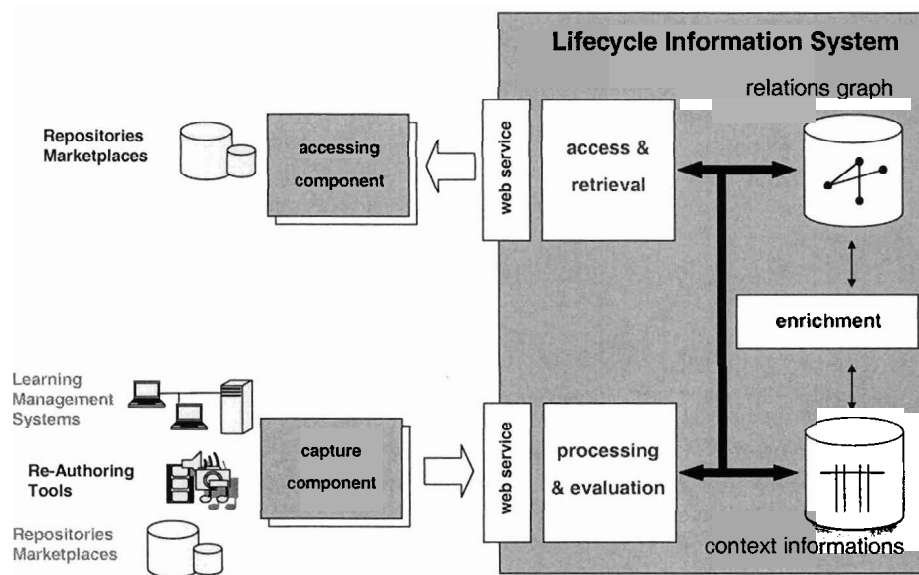 Lifecycle Information System
relations graph
Repositories
Marketplaces
accessing
component
web service
access &
retrieval
enrichment
Learning
Management
Systems
Re-Authoring
Tools
Repositories
Marketplaces
capture
component
web service
processing
& evaluation
context informations